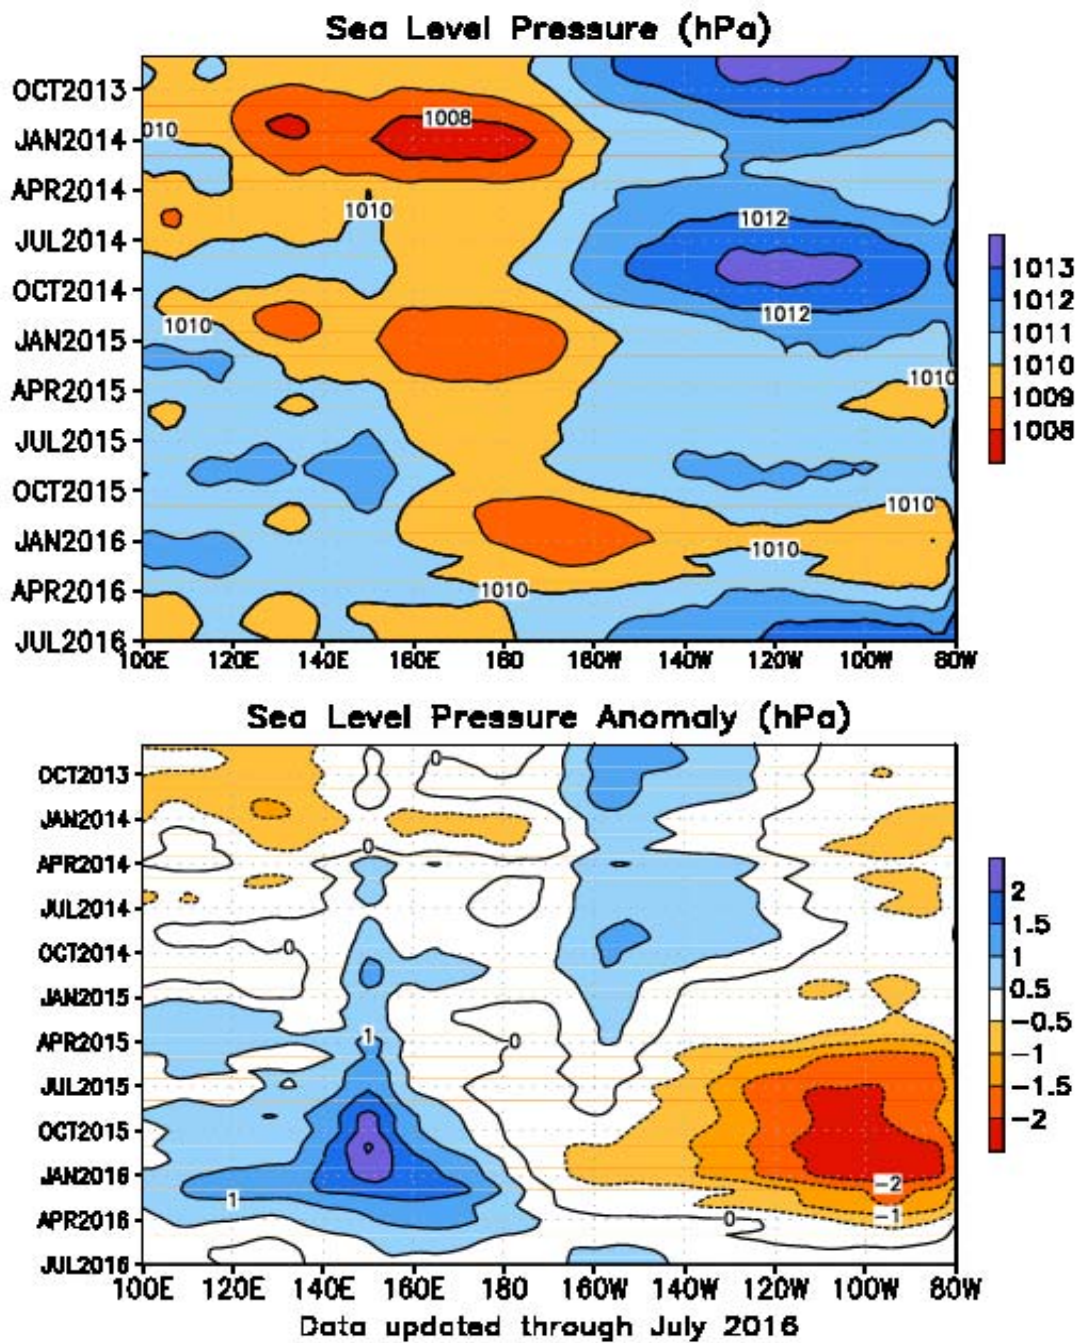 Sea Level Pressure (hPa)
OCT2013
JAN2014
APR2014
JUL2014
OCT2014
JAN2015
APR2015
JUL2015
OCT2015
JAN2016
APR2016
JUL2016
010
1008
1010
1012
1012
1010
1010
1010
1010
1010
1013
1012
1011
1010
1009
1008
100E 120E 140E 160E 180 160W 140W 120W 100W 80W
Sea Level Pressure Anomaly (hPa)
OCT2013
JAN2014
APR2014
JUL2014
OCT2014
JAN2015
APR2015
JUL2015
OCT2015
JAN2016
APR2016
JUL2016
0
0
0
1
0
1
0
-2
-1
2
1.5
1
0.5
-0.5
-1
-1.5
-2
100E 120E 140E 160E 180 160W 140W 120W 100W 80W
Data updated through July 2016